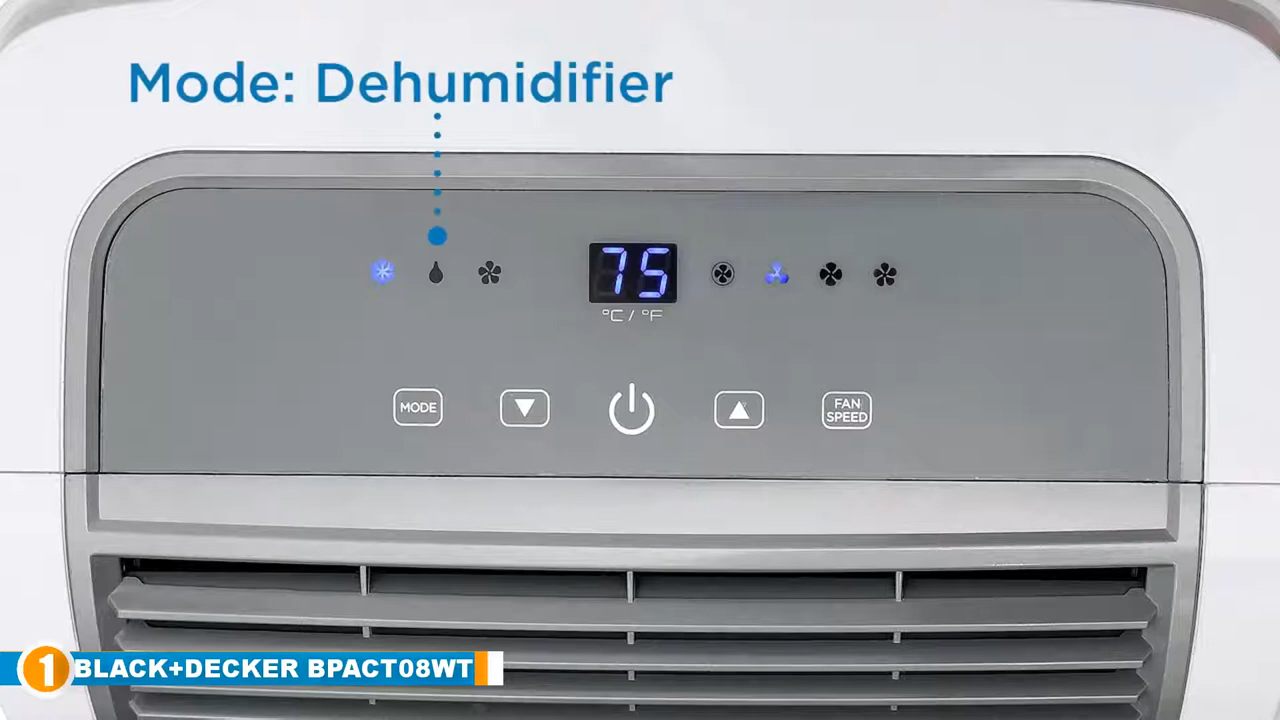 Mode: Dehumidifier
75
°C / °F
MODE
FAN
SPEED
1
BLACK+DECKER BPACT08WT